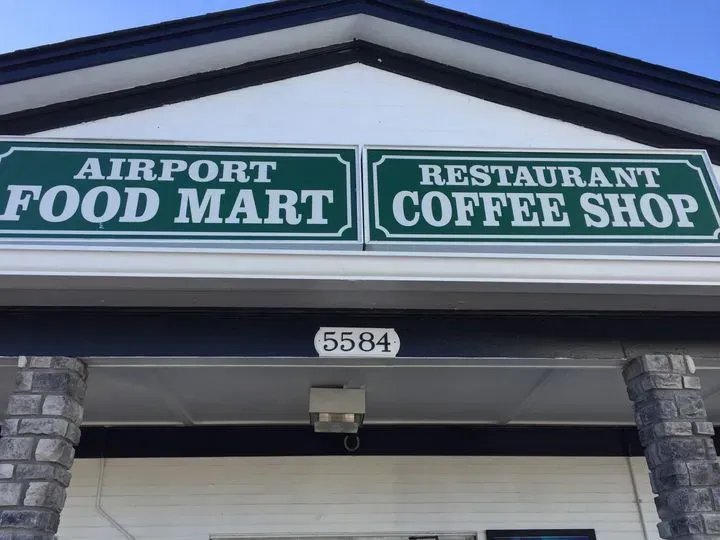 AIRPORT
FOOD MART
RESTAURANT
COFFEE SHOP
5584